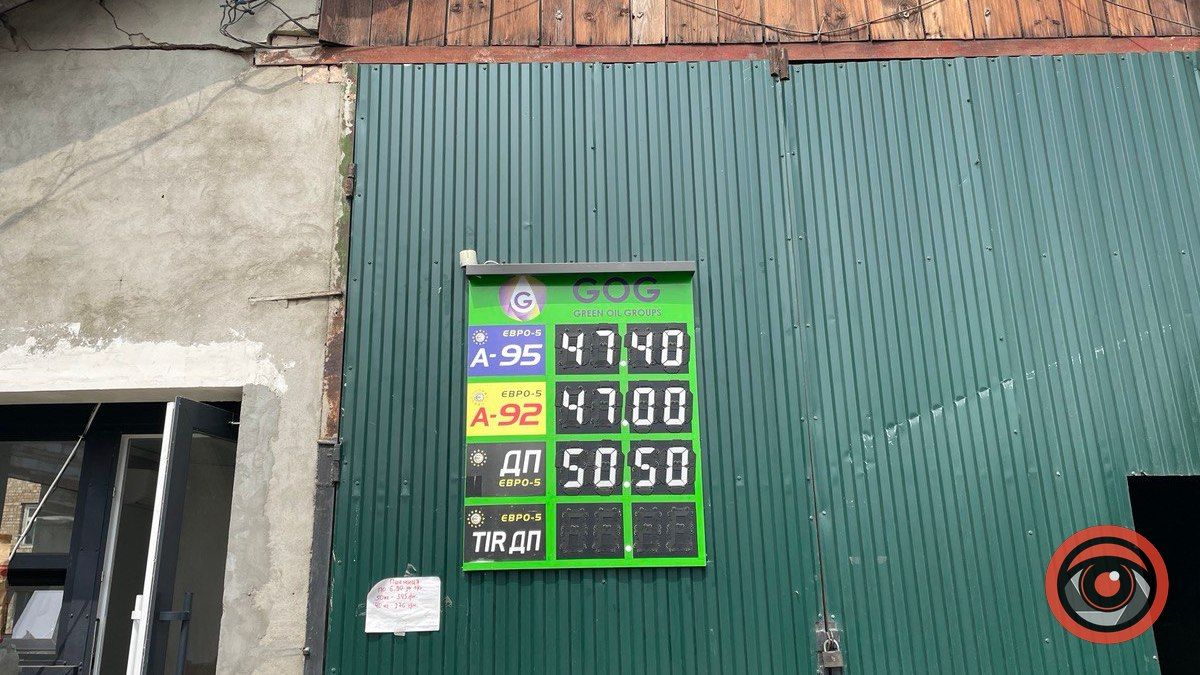 G
GOG
GREEN OIL GROUPS
ЄВРО-5
А-95
47.40
ЄВРО-5
А-92
47.00
ДП
ЄВРО-5
50.50
ЄВРО-5
TIR ДП
Пшениця